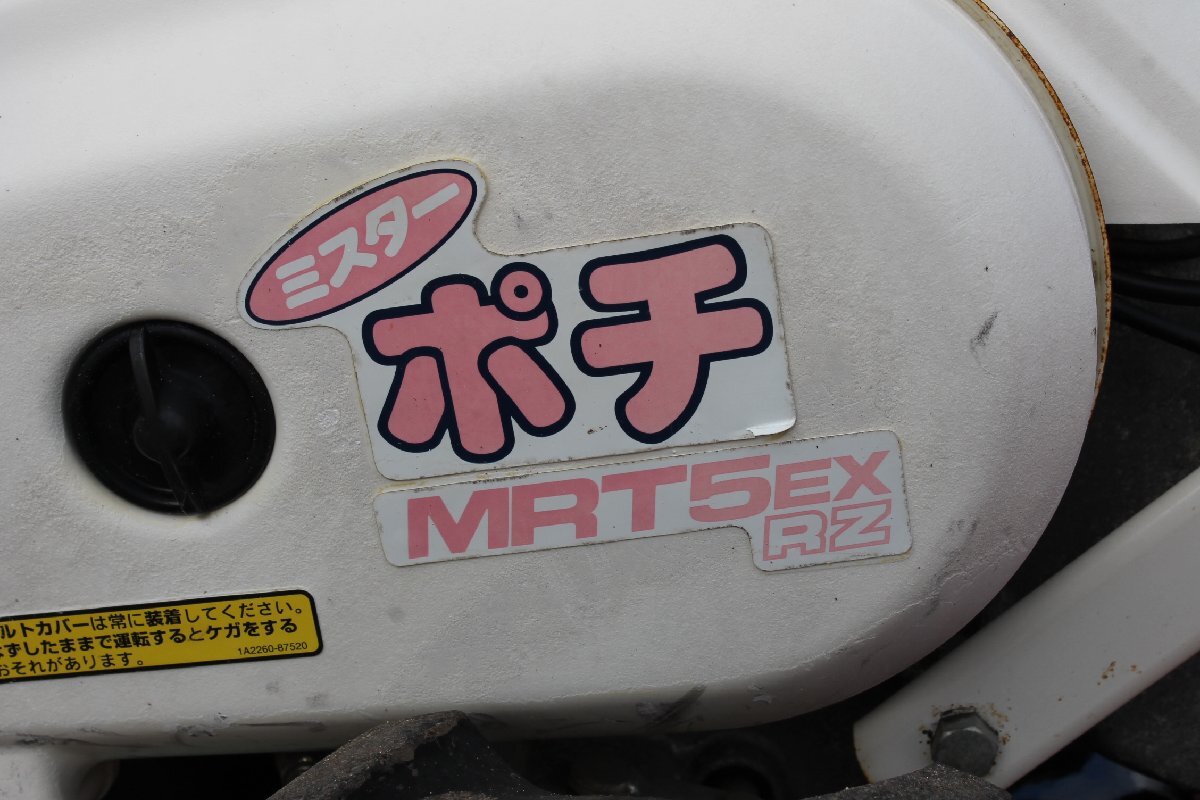 ミスター
ポチ
MRT5EX
RZ
ルトカバーは常に装着してください。
ずしたままで運転するとケガをする
おそれがあります。
1A2260-87520